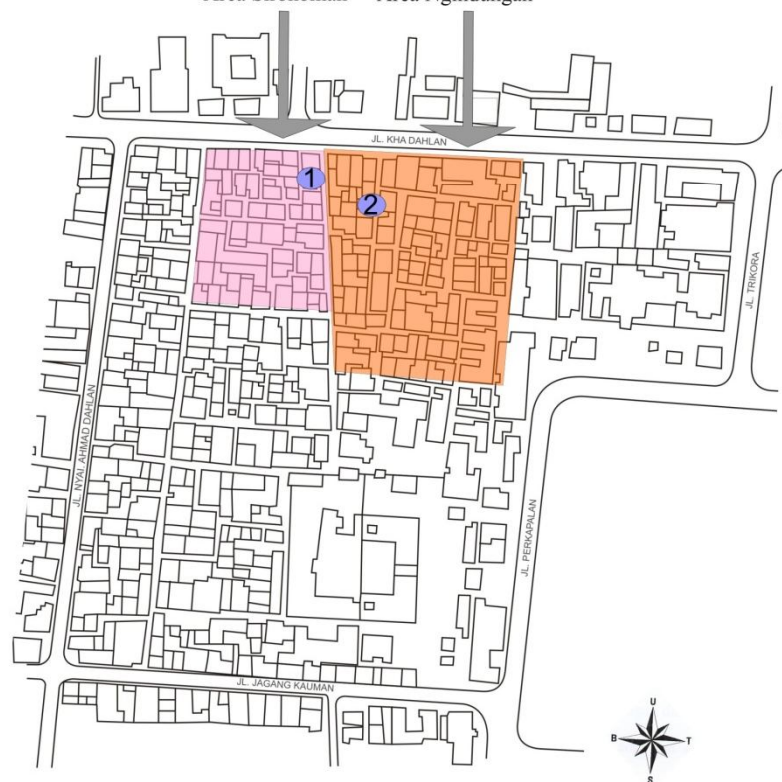 JL. KHA DAHLAN
1
2
JL. TRIKORA
JL. NYAI. AHMAD DAHLAN
JL. PERKAPALAN
JL. JAGANG KAUMAN
U
B
T
S